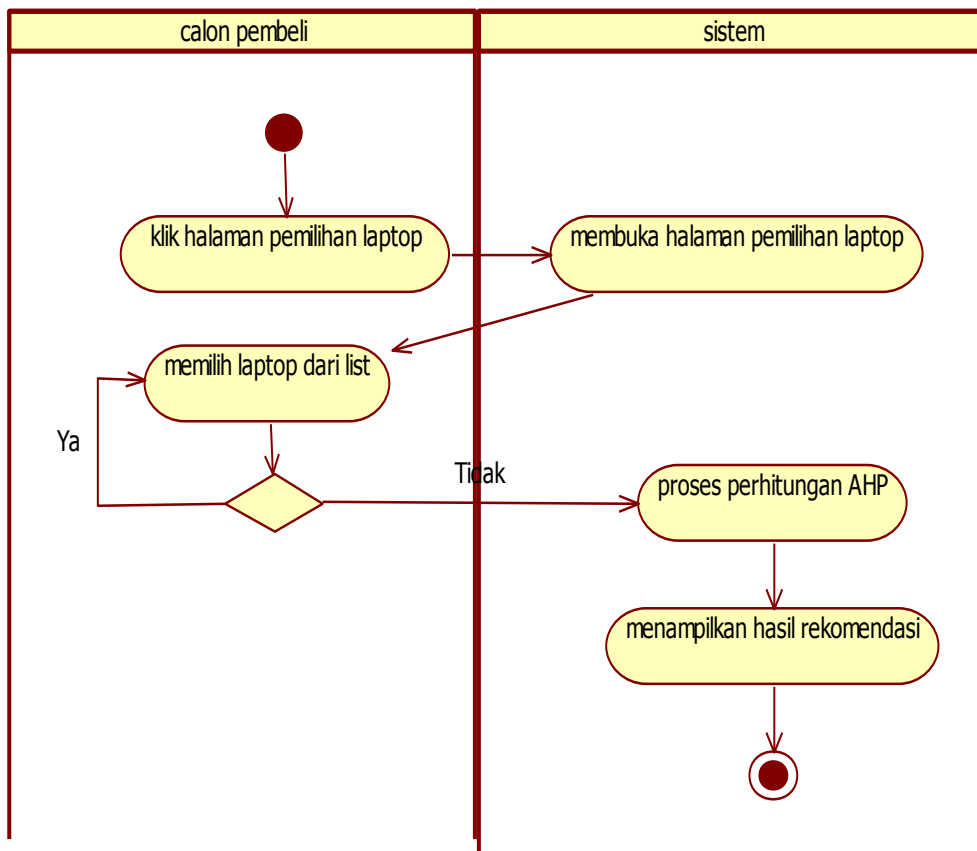 calon pembeli
sistem
klik halaman pemilihan laptop
membuka halaman pemilihan laptop
memilih laptop dari list
Ya
Tidak
proses perhitungan AHP
menampilkan hasil rekomendasi